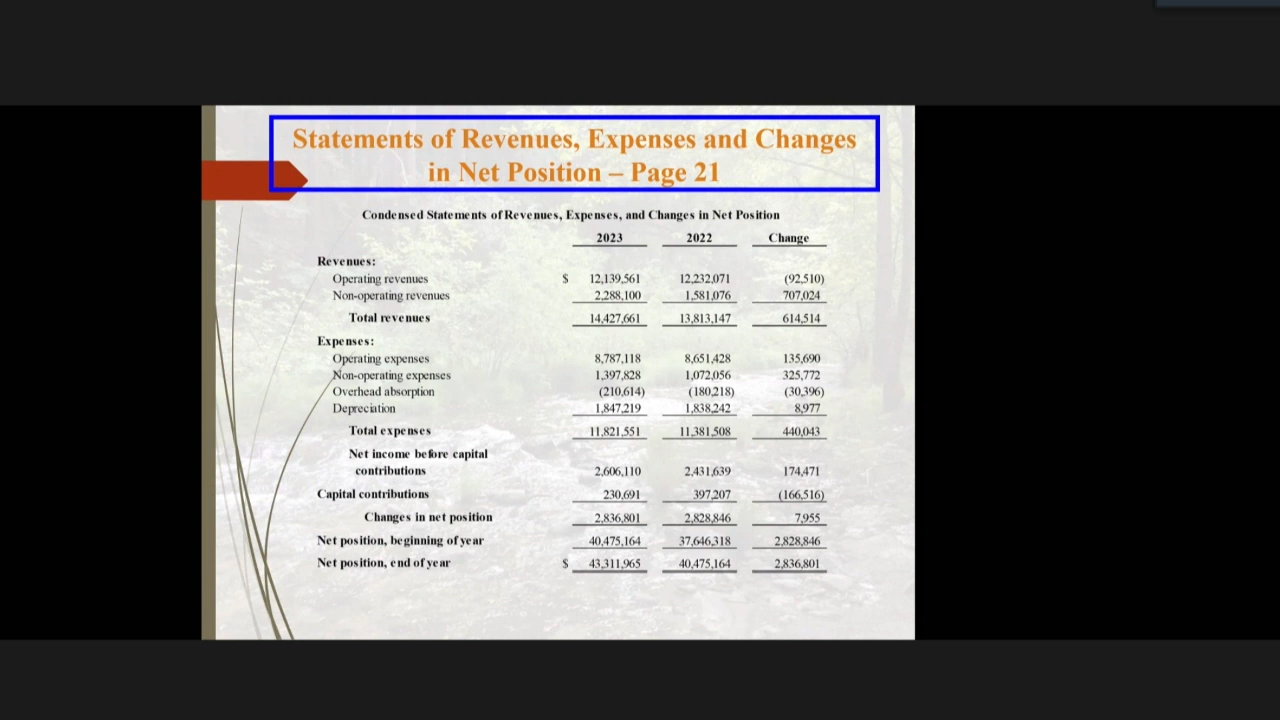 Statements of Revenues, Expenses and Changes
in Net Position – Page 21
Condensed Statements of Revenues, Expenses, and Changes in Net Position
2023 2022 Change
Revenues:
Operating revenues $ 12,139,561 12,232,071 (92,510)
Non-operating revenues 2,288,100 1,581,076 707,024
Total revenues 14,427,661 13,813,147 614,514
Expenses:
Operating expenses 8,787,118 8,651,428 135,690
Non-operating expenses 1,397,828 1,072,056 325,772
Overhead absorption (210,614) (180,218) (30,396)
Depreciation 1,847,219 1,838,242 8,977
Total expenses 11,821,551 11,381,508 440,043
Net income before capital
contributions 2,606,110 2,431,639 174,471
Capital contributions 230,691 397,207 (166,516)
Changes in net position 2,836,801 2,828,846 7,955
Net position, beginning of year 40,475,164 37,646,318 2,828,846
Net position, end of year $ 43,311,965 40,475,164 2,836,801